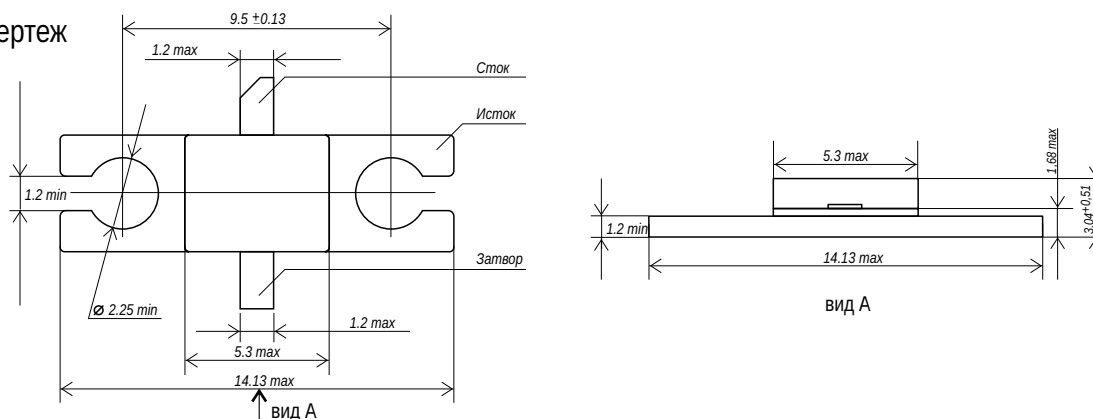 ертеж
9.5 ±0.13
1.2 max
Сток
Исток
1.2 min
Затвор
⌀ 2.25 min
1.2 max
5.3 max
14.13 max
вид А
5.3 max
1,68 max
3.04+0,51
1.2 min
14.13 max
вид А